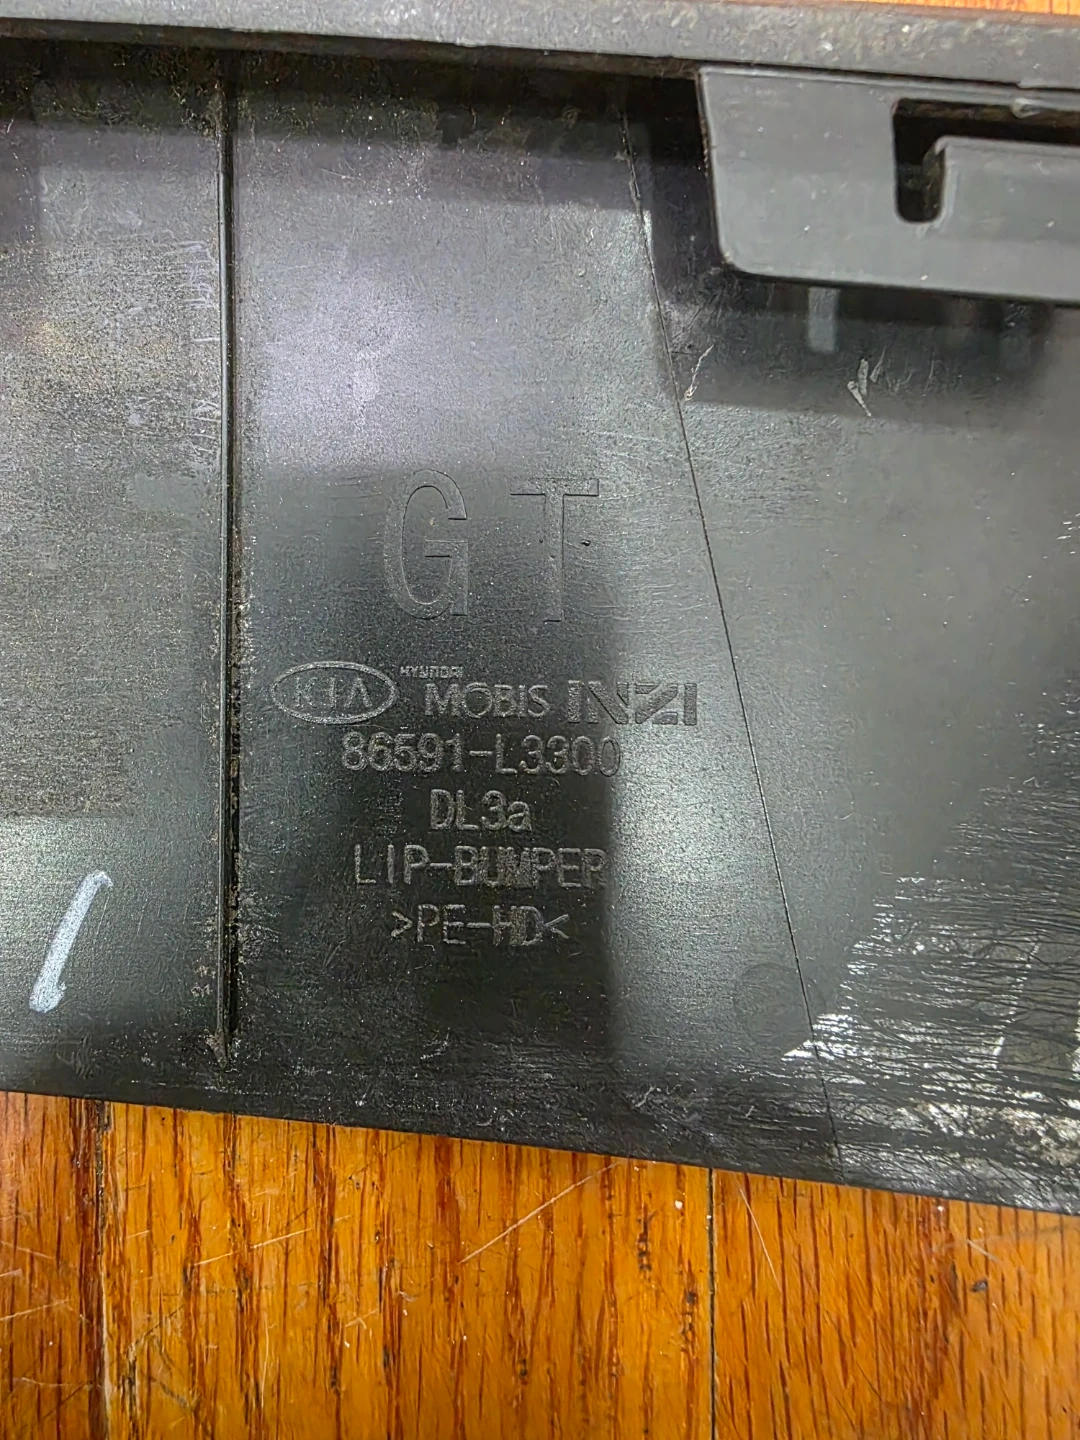 GT
KIA HYUNDAI MOBIS INZI
86591-L3300
DL3a
LIP-BUMPER
>PE-HD<